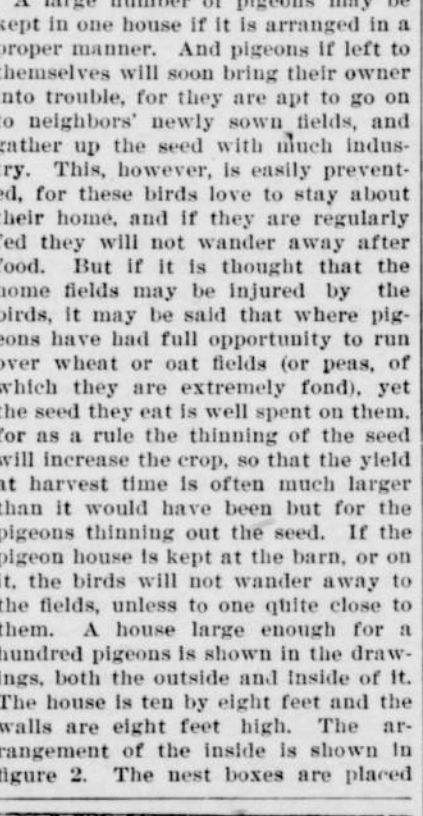 A large number of pigeons may be
kept in one house if it is arranged in a
proper manner. And pigeons if left to
themselves will soon bring their owner
into trouble, for they are apt to go on
to neighbors' newly sown fields, and
gather up the seed with much indus-
try. This, however, is easily prevent-
ed, for these birds love to stay about
their home, and if they are regularly
fed they will not wander away after
food. But if it is thought that the
home fields may be injured by the
birds, it may be said that where pig-
eons have had full opportunity to run
over wheat or oat fields (or peas, of
which they are extremely fond), yet
the seed they eat is well spent on them,
for as a rule the thinning of the seed
will increase the crop, so that the yield
at harvest time is often much larger
than it would have been but for the
pigeons thinning out the seed. If the
pigeon house is kept at the barn, or on
it, the birds will not wander away to
the fields, unless to one quite close to
them. A house large enough for a
hundred pigeons is shown in the draw-
ings, both the outside and inside of it.
The house is ten by eight feet and the
walls are eight feet high. The ar-
rangement of the inside is shown in
figure 2. The nest boxes are placed